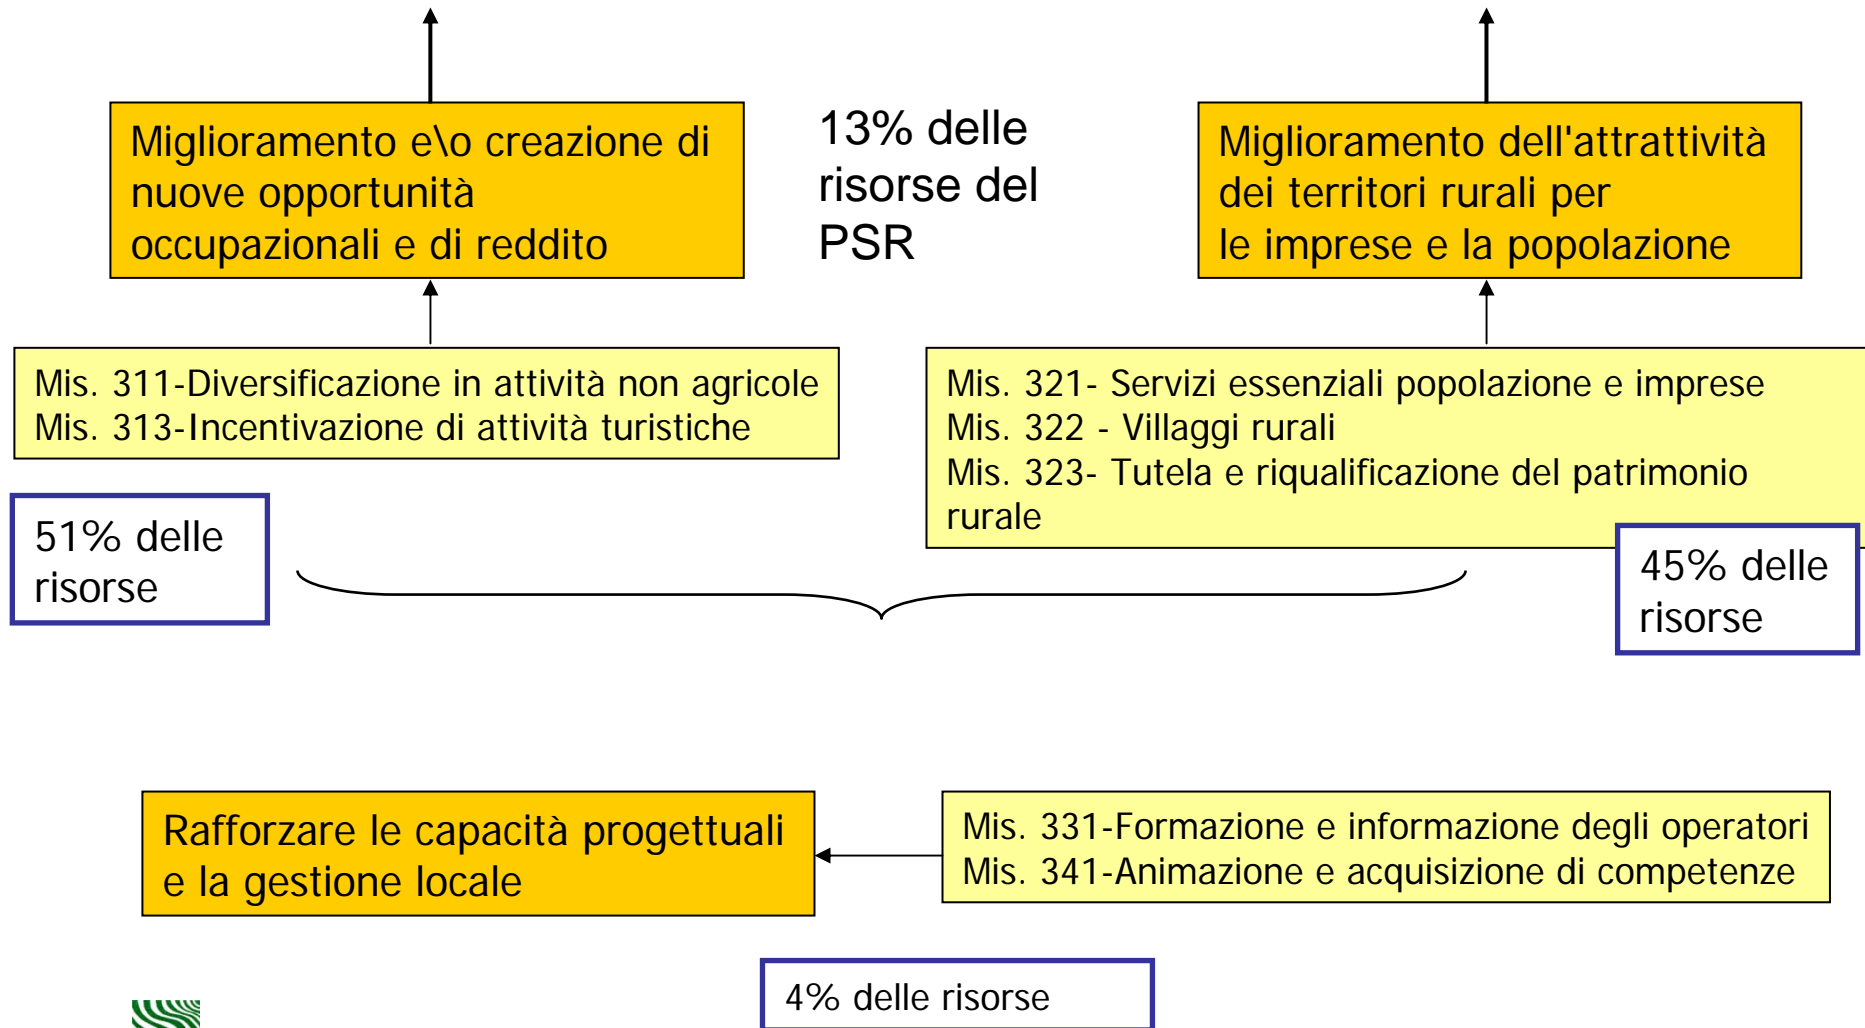 Miglioramento e\o creazione di
nuove opportunità
occupazionali e di reddito
13% delle
risorse del
PSR
Miglioramento dell'attrattività
dei territori rurali per
le imprese e la popolazione
Mis. 311-Diversificazione in attività non agricole
Mis. 313-Incentivazione di attività turistiche
Mis. 321- Servizi essenziali popolazione e imprese
Mis. 322 - Villaggi rurali
Mis. 323- Tutela e riqualificazione del patrimonio
rurale
51% delle
risorse
45% delle
risorse
Rafforzare le capacità progettuali
e la gestione locale
Mis. 331-Formazione e informazione degli operatori
Mis. 341-Animazione e acquisizione di competenze
4% delle risorse